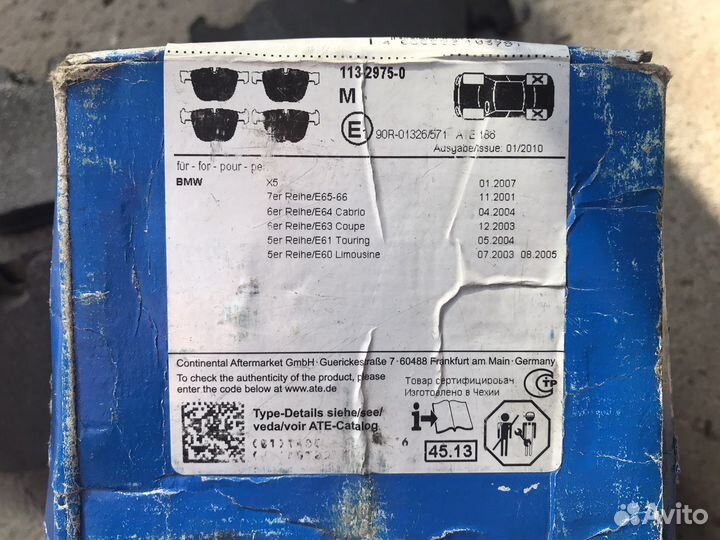 113 2975-0
M
E 90R-01326/571 ATE 186
Ausgabe/Issue: 01/2010
für - for - pour - per
BMW X5 01.2007
7er Reihe/E65-66 11.2001
6er Reihe/E64 Cabrio 04.2004
6er Reihe/E63 Coupe 12.2003
5er Reihe/E61 Touring 05.2004
5er Reihe/E60 Limousine 07.2003 08.2005
Continental Aftermarket GmbH · Guerickestraße 7 · 60488 Frankfurt am Main · Germany
To check the authenticity of the product, please
enter the code below at www.ate.de
Товар сертифицирован
Изготовлено в Чехии
СТР
Type-Details siehe/see/
veda/voir ATE-Catalog
i
45.13
Avito